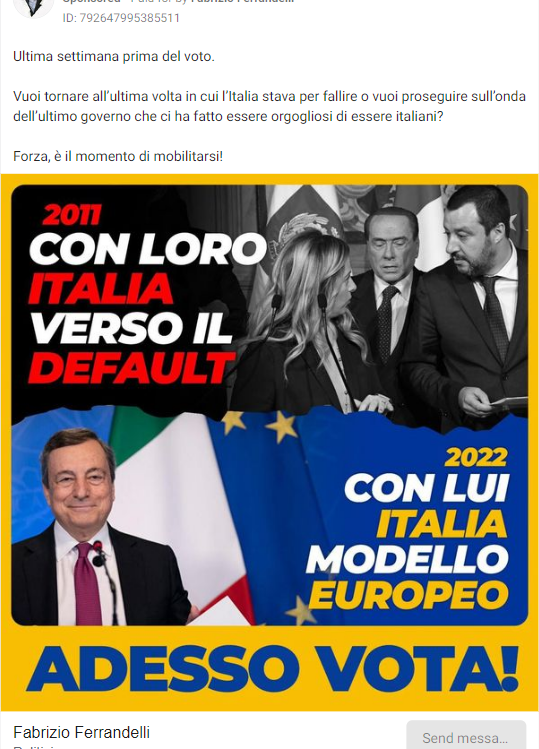 Sponsored • Paid for by Fabrizio Ferrandelli
ID: 792647995385511
Ultima settimana prima del voto.
Vuoi tornare all'ultima volta in cui l'Italia stava per fallire o vuoi proseguire sull'onda
dell'ultimo governo che ci ha fatto essere orgogliosi di essere italiani?
Forza, è il momento di mobilitarsi!
2011
CON LORO
ITALIA
VERSO IL
DEFAULT
2022
CON LUI
ITALIA
MODELLO
EUROPEO
ADESSO VOTA!
Fabrizio Ferrandelli
Send messa...